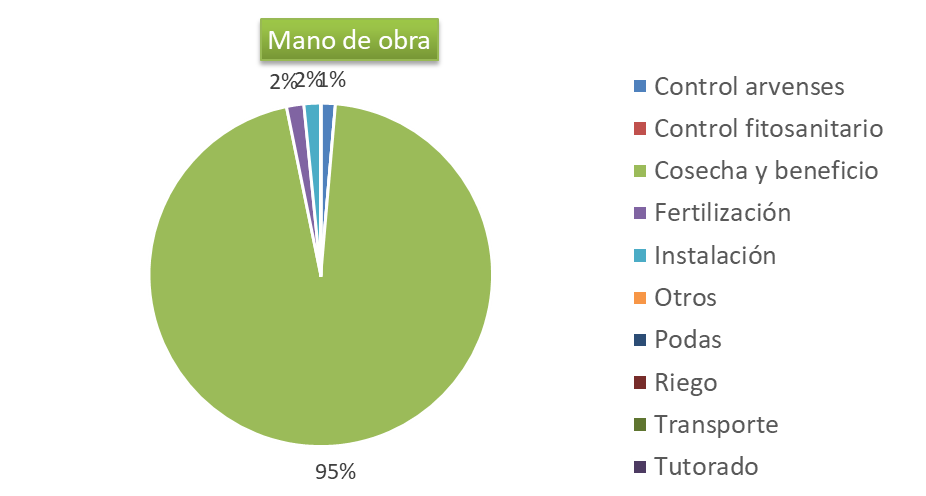 Mano de obra
2%
2%
1%
95%
Control arvenses
Control fitosanitario
Cosecha y beneficio
Fertilización
Instalación
Otros
Podas
Riego
Transporte
Tutorado